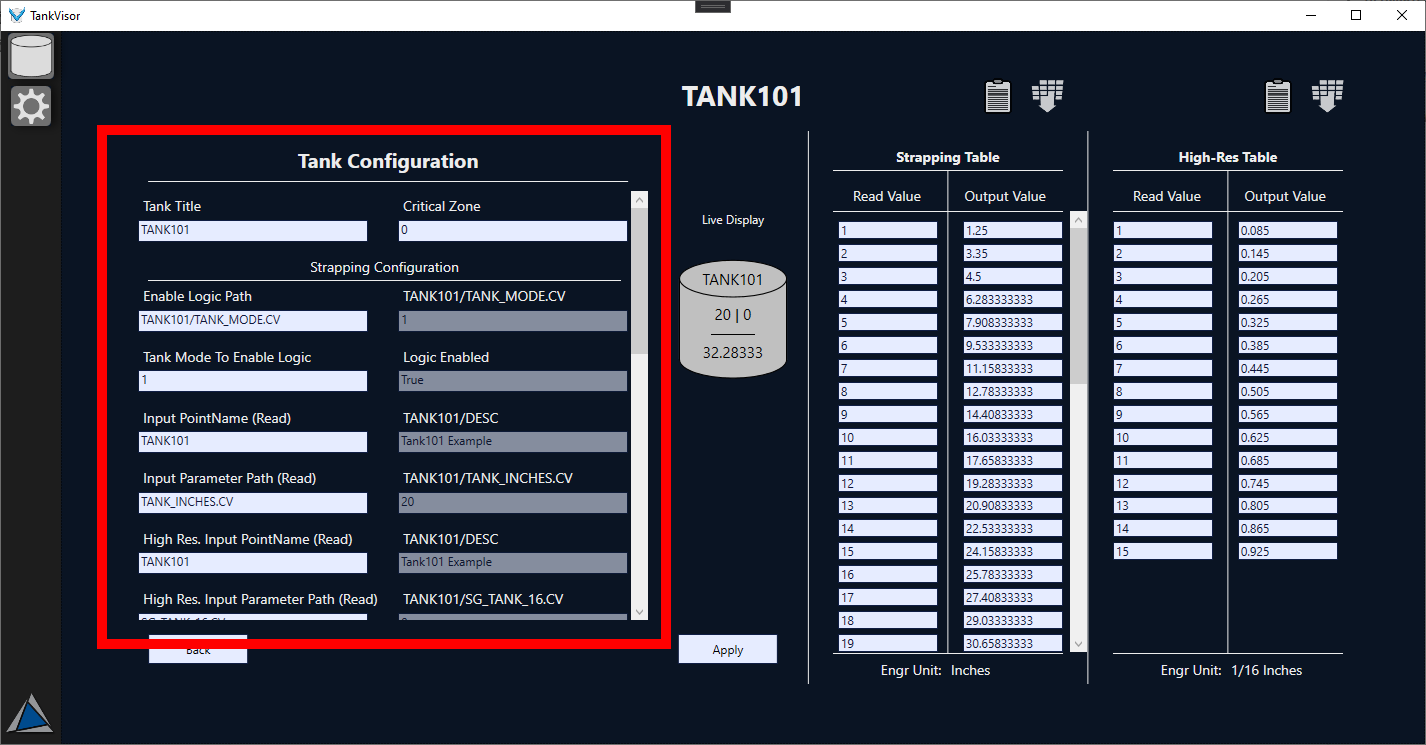 TankVisor
TANK101
Tank Configuration
Tank Title
Critical Zone
TANK101
0
Strapping Configuration
Enable Logic Path
TANK101/TANK_MODE.CV
TANK101/TANK_MODE.CV
1
Tank Mode To Enable Logic
Logic Enabled
1
True
Input PointName (Read)
TANK101/DESC
TANK101
Tank101 Example
Input Parameter Path (Read)
TANK101/TANK_INCHES.CV
TANK_INCHES.CV
20
High Res. Input PointName (Read)
TANK101/DESC
TANK101
Tank101 Example
High Res. Input Parameter Path (Read)
TANK101/SG_TANK_16.CV
SG_TANK_16.CV
Back
Live Display
TANK101
20 | 0
32.28333
Apply
Strapping Table
Read Value Output Value
1 1.25
2 3.35
3 4.5
4 6.283333333
5 7.908333333
6 9.533333333
7 11.15833333
8 12.78333333
9 14.40833333
10 16.03333333
11 17.65833333
12 19.28333333
13 20.90833333
14 22.53333333
15 24.15833333
16 25.78333333
17 27.40833333
18 29.03333333
19 30.65833333
Engr Unit: Inches
High-Res Table
Read Value Output Value
1 0.085
2 0.145
3 0.205
4 0.265
5 0.325
6 0.385
7 0.445
8 0.505
9 0.565
10 0.625
11 0.685
12 0.745
13 0.805
14 0.865
15 0.925
Engr Unit: 1/16 Inches